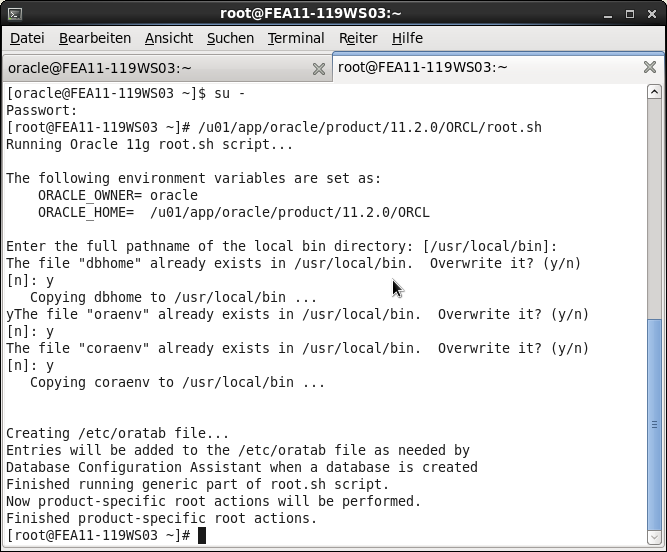 root@FEA11-119WS03:~
Datei Bearbeiten Ansicht Suchen Terminal Reiter Hilfe
oracle@FEA11-119WS03:~ root@FEA11-119WS03:~
[oracle@FEA11-119WS03 ~]$ su -
Passwort:
[root@FEA11-119WS03 ~]# /u01/app/oracle/product/11.2.0/ORCL/root.sh
Running Oracle 11g root.sh script...

The following environment variables are set as:
    ORACLE_OWNER= oracle
    ORACLE_HOME=  /u01/app/oracle/product/11.2.0/ORCL

Enter the full pathname of the local bin directory: [/usr/local/bin]:
The file "dbhome" already exists in /usr/local/bin.  Overwrite it? (y/n)
[n]: y
   Copying dbhome to /usr/local/bin ...
yThe file "oraenv" already exists in /usr/local/bin.  Overwrite it? (y/n)
[n]: y
The file "coraenv" already exists in /usr/local/bin.  Overwrite it? (y/n)
[n]: y
   Copying coraenv to /usr/local/bin ...


Creating /etc/oratab file...
Entries will be added to the /etc/oratab file as needed by
Database Configuration Assistant when a database is created
Finished running generic part of root.sh script.
Now product-specific root actions will be performed.
Finished product-specific root actions.
[root@FEA11-119WS03 ~]#